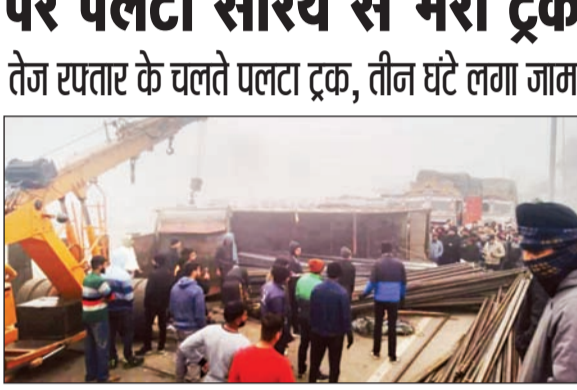 पर पलटा सरिये से भरा ट्रक
तेज रफ्तार के चलते पलटा ट्रक, तीन घंटे लगा जाम